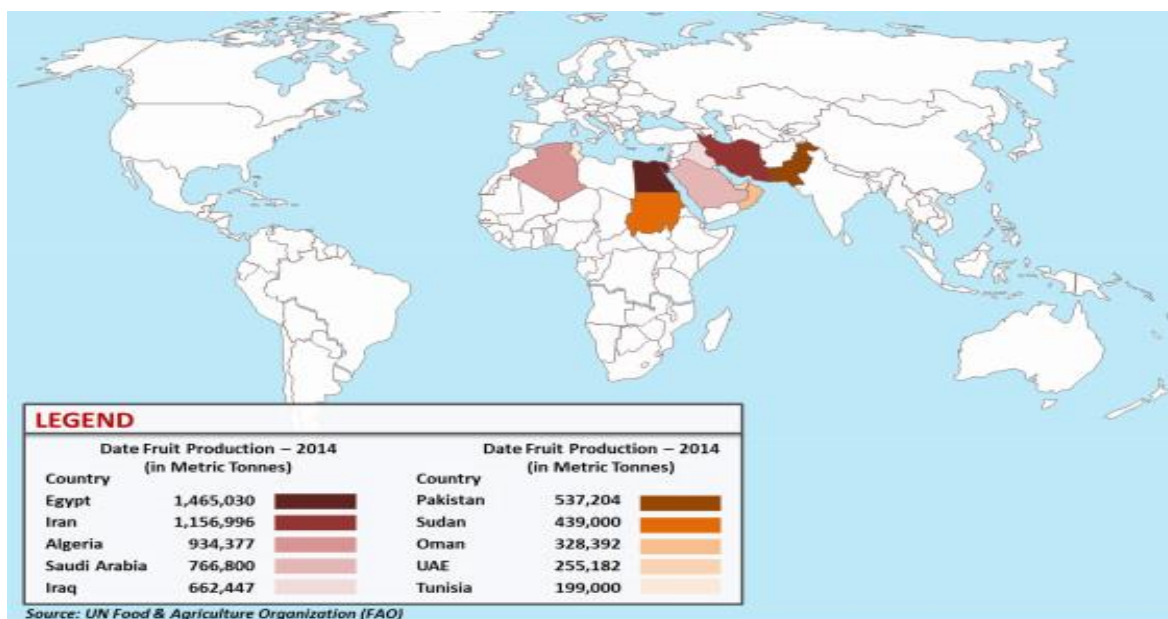 LEGEND
Date Fruit Production – 2014
(in Metric Tonnes)
Country
Egypt 1,465,030
Iran 1,156,996
Algeria 934,377
Saudi Arabia 766,800
Iraq 662,447
Date Fruit Production – 2014
(in Metric Tonnes)
Country
Pakistan 537,204
Sudan 439,000
Oman 328,392
UAE 255,182
Tunisia 199,000
Source: UN Food & Agriculture Organization (FAO)